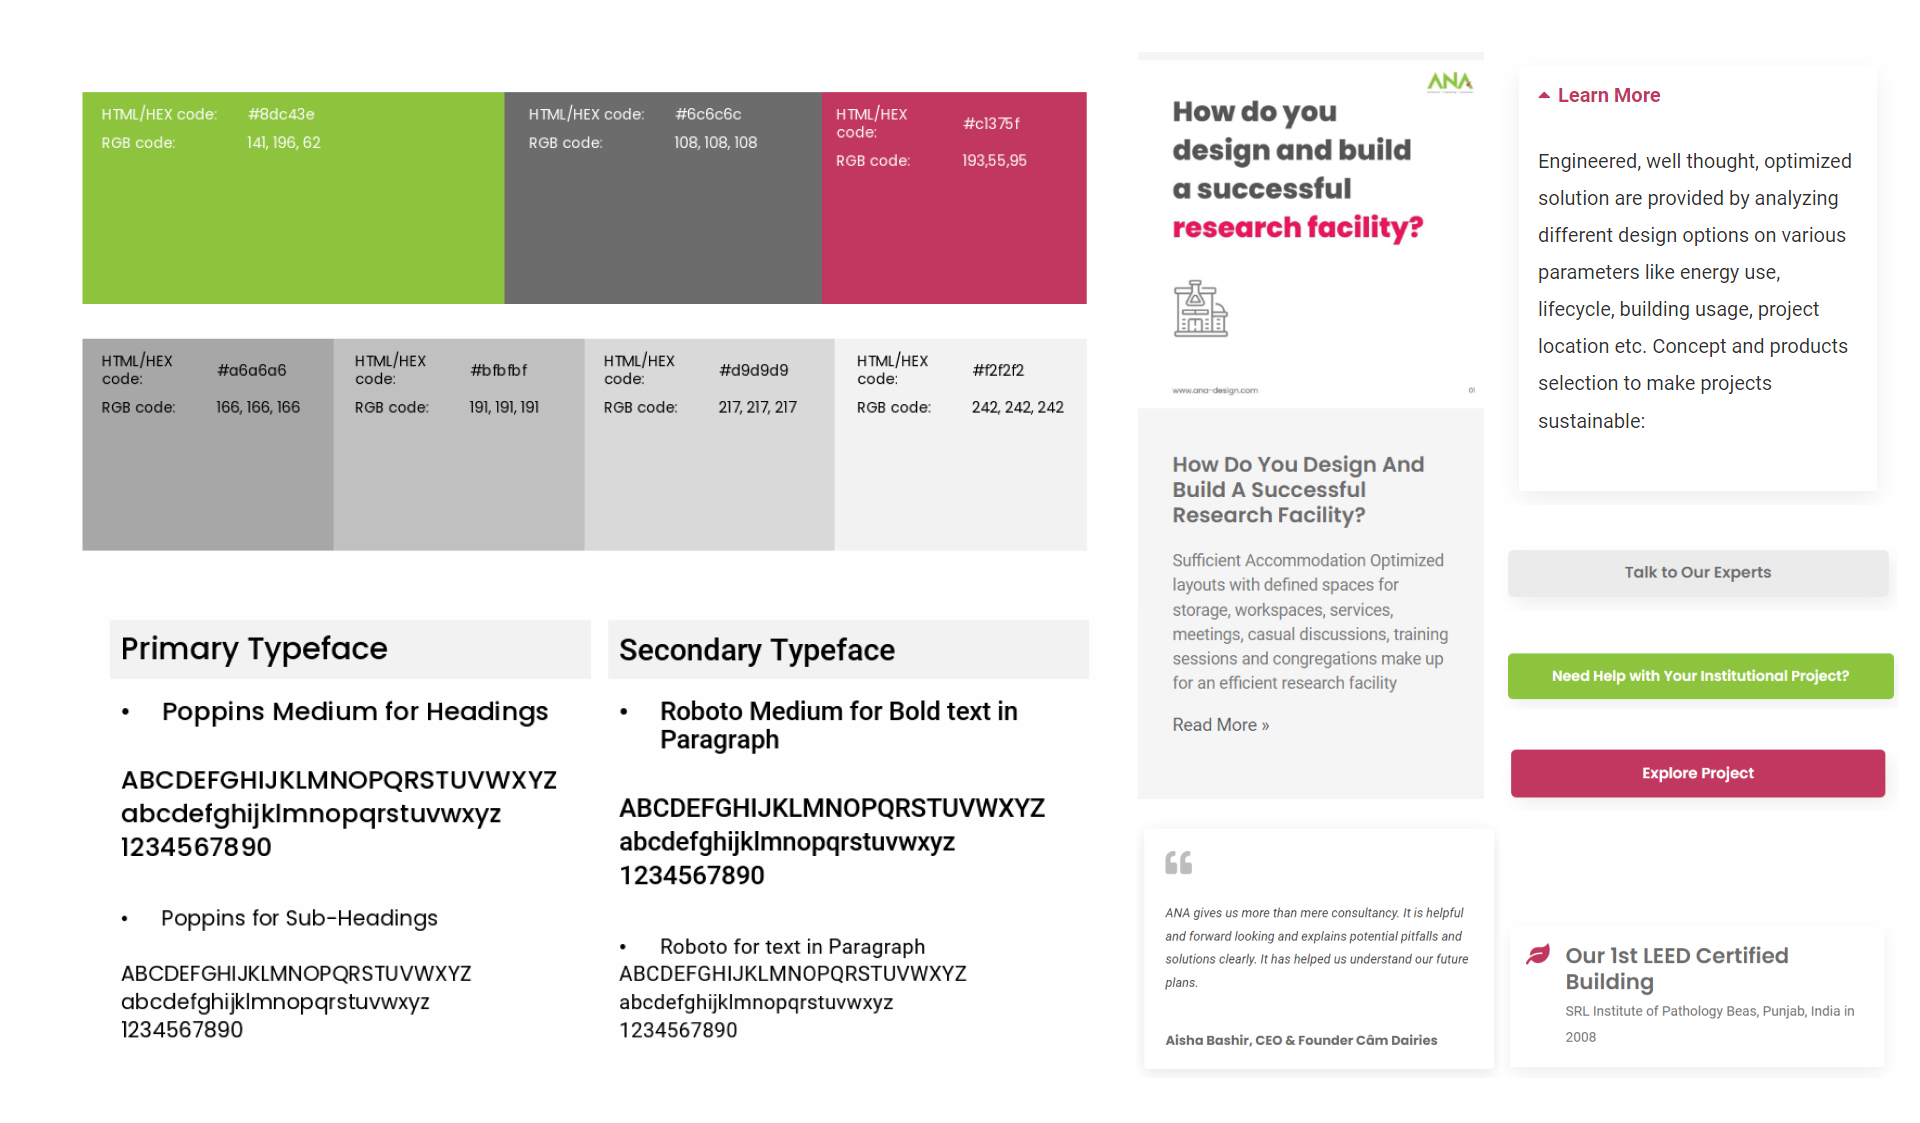 HTML/HEX code: #8dc43e
RGB code: 141, 196, 62
HTML/HEX code: #6c6c6c
RGB code: 108, 108, 108
HTML/HEX
code: #c1375f
RGB code: 193,55,95
HTML/HEX
code: #a6a6a6
RGB code: 166, 166, 166
HTML/HEX
code: #bfbfbf
RGB code: 191, 191, 191
HTML/HEX
code: #d9d9d9
RGB code: 217, 217, 217
HTML/HEX
code: #f2f2f2
RGB code: 242, 242, 242
Primary Typeface
• Poppins Medium for Headings
ABCDEFGHIJKLMNOPQRSTUVWXYZ
abcdefghijklmnopqrstuvwxyz
1234567890
• Poppins for Sub-Headings
ABCDEFGHIJKLMNOPQRSTUVWXYZ
abcdefghijklmnopqrstuvwxyz
1234567890
Secondary Typeface
• Roboto Medium for Bold text in
Paragraph
ABCDEFGHIJKLMNOPQRSTUVWXYZ
abcdefghijklmnopqrstuvwxyz
1234567890
• Roboto for text in Paragraph
ABCDEFGHIJKLMNOPQRSTUVWXYZ
abcdefghijklmnopqrstuvwxyz
1234567890
ANA
How do you
design and build
a successful
research facility?
www.ana-design.com
How Do You Design And
Build A Successful
Research Facility?
Sufficient Accommodation Optimized
layouts with defined spaces for
storage, workspaces, services,
meetings, casual discussions, training
sessions and congregations make up
for an efficient research facility
Read More »
“
ANA gives us more than mere consultancy. It is helpful
and forward looking and explains potential pitfalls and
solutions clearly. It has helped us understand our future
plans.
Aisha Bashir, CEO & Founder Câm Dairies
Learn More
Engineered, well thought, optimized
solution are provided by analyzing
different design options on various
parameters like energy use,
lifecycle, building usage, project
location etc. Concept and products
selection to make projects
sustainable:
Talk to Our Experts
Need Help with Your Institutional Project?
Explore Project
Our 1st LEED Certified
Building
SRL Institute of Pathology Beas, Punjab, India in
2008